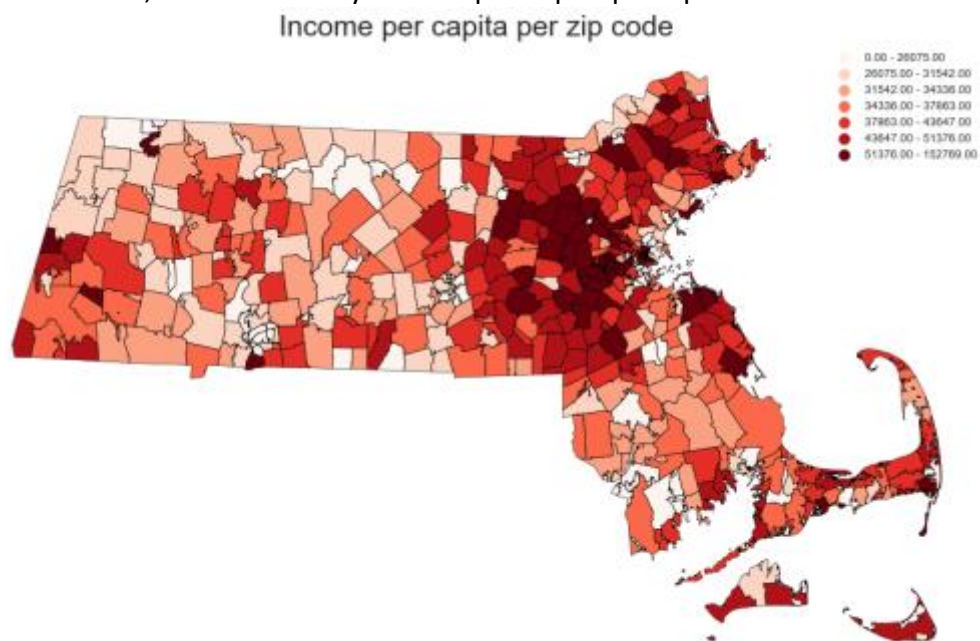 Income per capita per zip code
0.00 - 26075.00
26075.00 - 31542.00
31542.00 - 34336.00
34336.00 - 37863.00
37863.00 - 43647.00
43647.00 - 51376.00
51376.00 - 152769.00